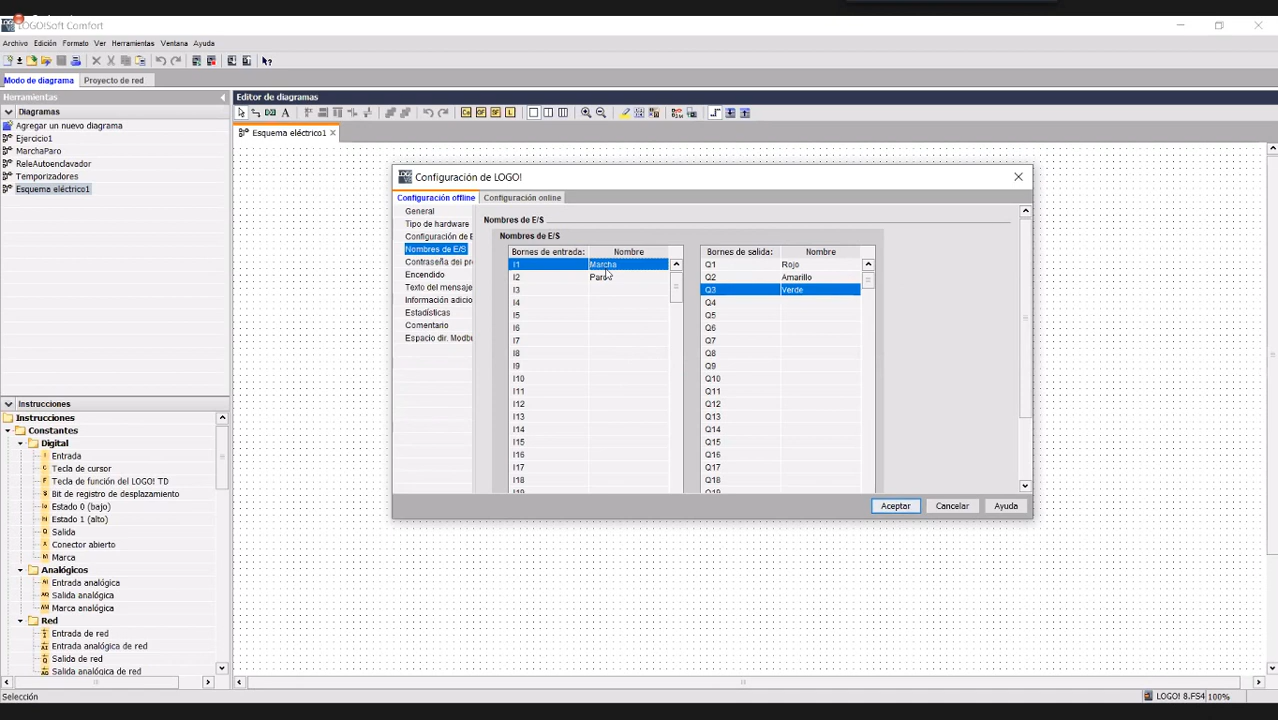 LOGO!Soft Comfort
Archivo Edición Formato Ver Herramientas Ventana Ayuda
Modo de diagrama Proyecto de red
Herramientas
Diagramas
Agregar un nuevo diagrama
Ejercicio1
MarchaParo
ReleAutoenclavador
Temporizadores
Esquema eléctrico1
Instrucciones
Instrucciones
Constantes
Digital
Entrada
Tecla de cursor
Tecla de función del LOGO! TD
Bit de registro de desplazamiento
Estado 0 (bajo)
Estado 1 (alto)
Salida
Conector abierto
Marca
Analógicos
Entrada analógica
Salida analógica
Marca analógica
Red
Entrada de red
Entrada analógica de red
Salida de red
Salida analógica de red
Editor de diagramas
Esquema eléctrico1
Configuración de LOGO!
Configuración offline Configuración online
General
Tipo de hardware
Configuración de E
Nombres de E/S
Contraseña del pr
Encendido
Texto del mensaje
Información adicio
Estadísticas
Comentario
Espacio dir. Modbu
Nombres de E/S
Nombres de E/S
Bornes de entrada: Nombre
I1 Marcha
I2 Paro
I3
I4
I5
I6
I7
I8
I9
I10
I11
I12
I13
I14
I15
I16
I17
I18
I19
Bornes de salida: Nombre
Q1 Rojo
Q2 Amarillo
Q3 Verde
Q4
Q5
Q6
Q7
Q8
Q9
Q10
Q11
Q12
Q13
Q14
Q15
Q16
Q17
Q18
Q19
Aceptar Cancelar Ayuda
Selección
LOGO! 8.FS4 100%